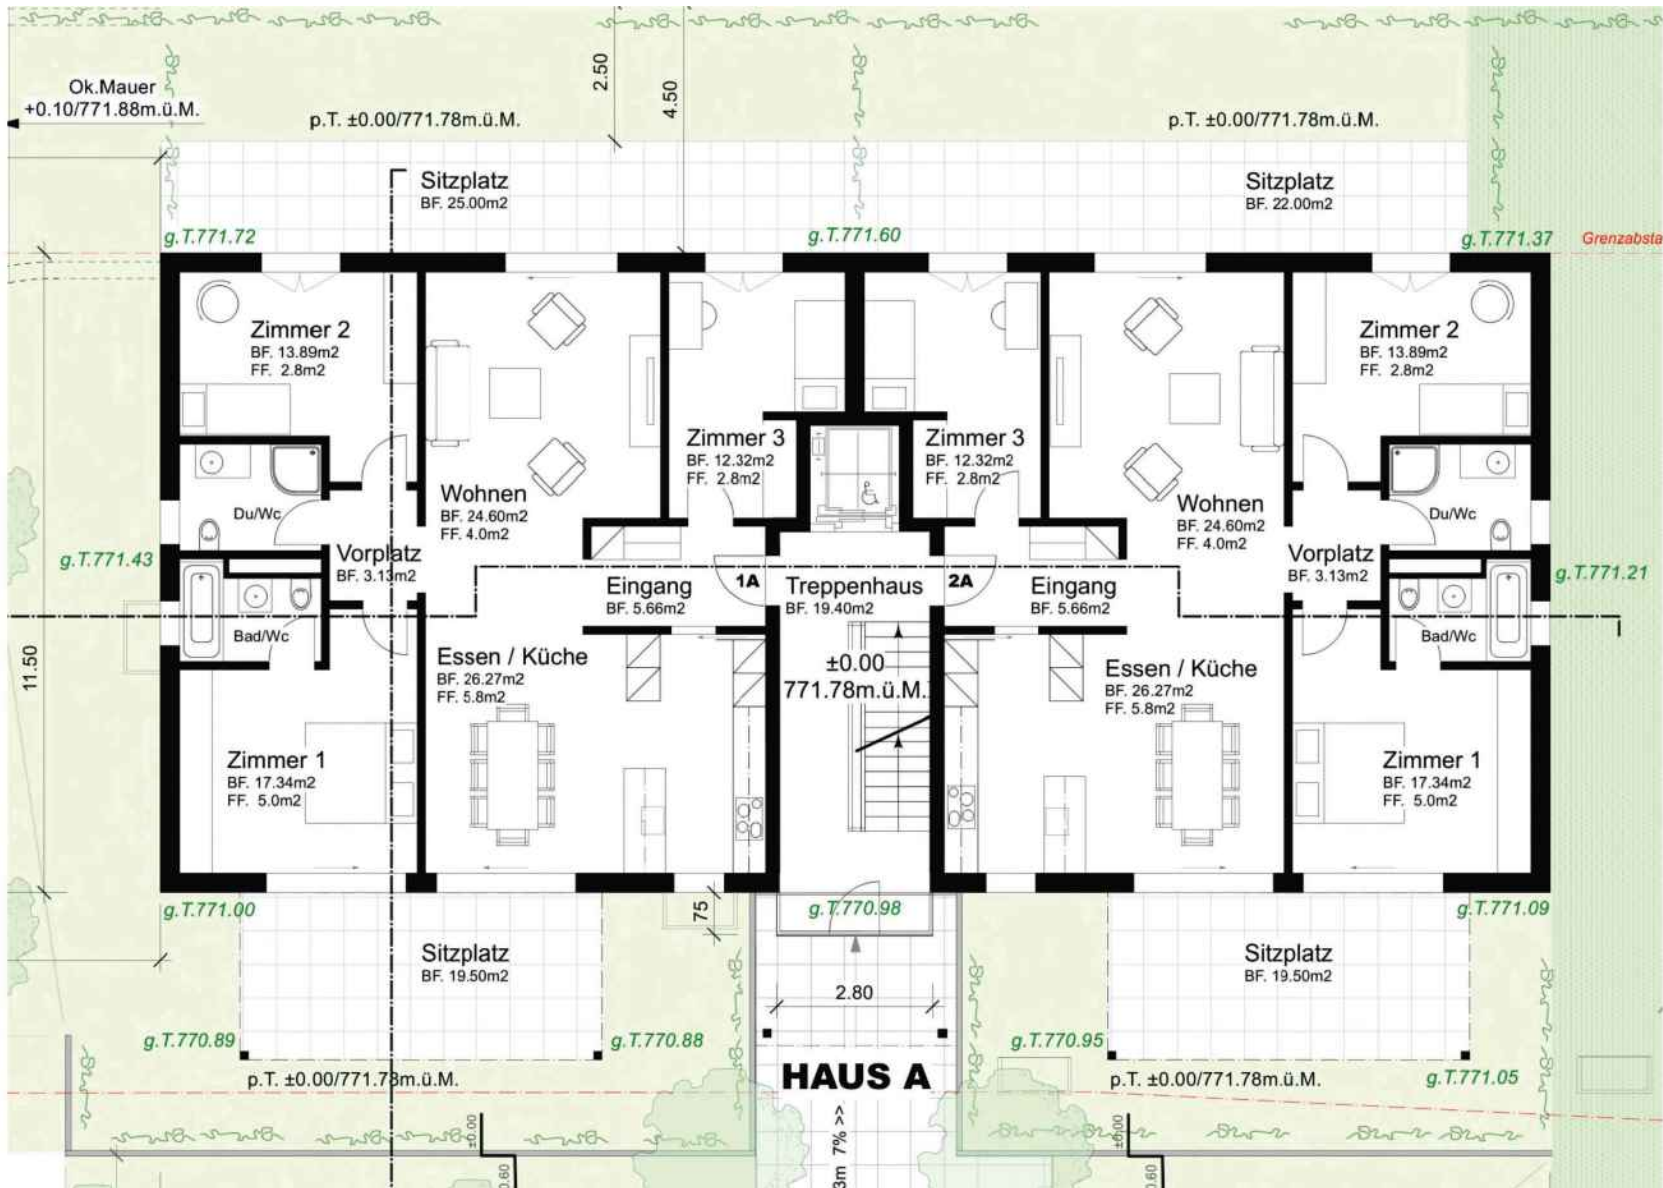 Ok.Mauer
+0.10/771.88m.ü.M.
p.T. ±0.00/771.78m.ü.M.
2.50
4.50
p.T. ±0.00/771.78m.ü.M.
Sitzplatz
BF. 25.00m2
Sitzplatz
BF. 22.00m2
g.T.771.72
g.T.771.60
g.T.771.37
Grenzabsta
Zimmer 2
BF. 13.89m2
FF. 2.8m2
Zimmer 2
BF. 13.89m2
FF. 2.8m2
Zimmer 3
BF. 12.32m2
FF. 2.8m2
Zimmer 3
BF. 12.32m2
FF. 2.8m2
Wohnen
BF. 24.60m2
FF. 4.0m2
Wohnen
BF. 24.60m2
FF. 4.0m2
Du/Wc
Du/Wc
g.T.771.43
Vorplatz
BF. 3.13m2
Eingang
BF. 5.66m2
1A
Treppenhaus
BF. 19.40m2
2A
Eingang
BF. 5.66m2
Vorplatz
BF. 3.13m2
g.T.771.21
Bad/Wc
Bad/Wc
11.50
Essen / Küche
BF. 26.27m2
FF. 5.8m2
±0.00
771.78m.ü.M.
Essen / Küche
BF. 26.27m2
FF. 5.8m2
Zimmer 1
BF. 17.34m2
FF. 5.0m2
Zimmer 1
BF. 17.34m2
FF. 5.0m2
g.T.771.00
75
g.T.770.98
g.T.771.09
Sitzplatz
BF. 19.50m2
Sitzplatz
BF. 19.50m2
2.80
g.T.770.89
g.T.770.88
g.T.770.95
HAUS A
p.T. ±0.00/771.78m.ü.M.
p.T. ±0.00/771.78m.ü.M.
g.T.771.05
±0.00
±0.00
3m 7% >>
0.60
0.60